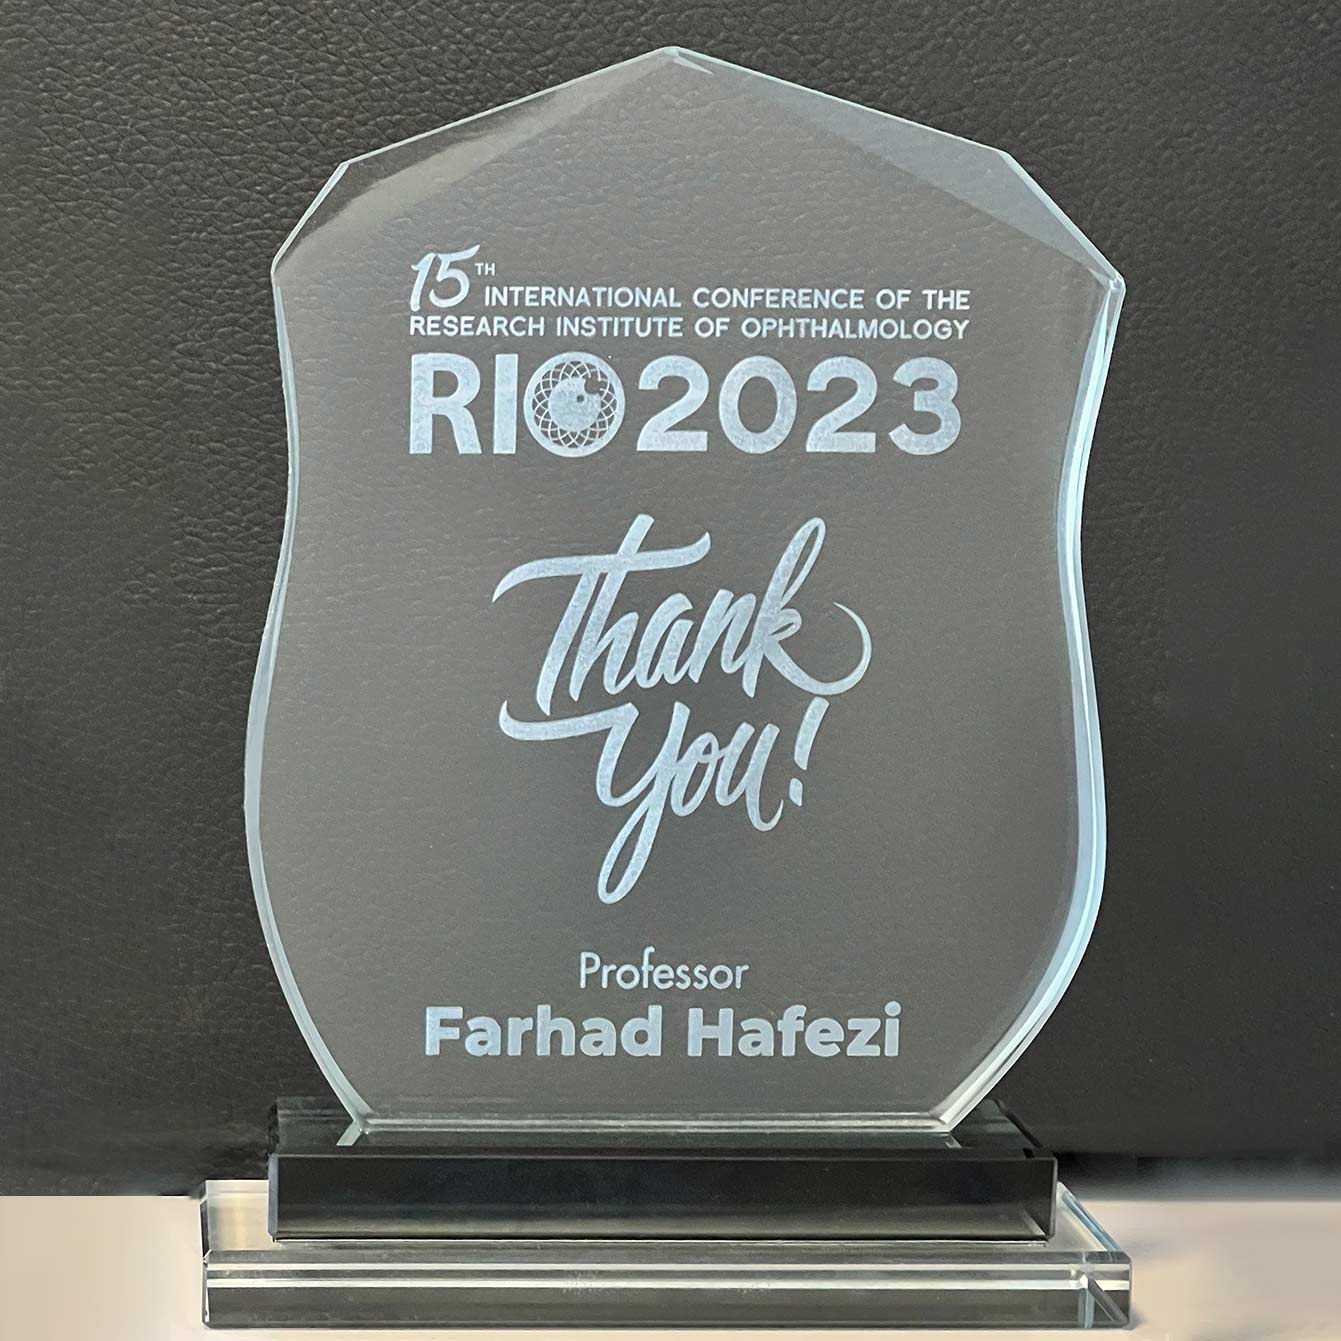 15TH INTERNATIONAL CONFERENCE OF THE
RESEARCH INSTITUTE OF OPHTHALMOLOGY
RIO2023
Thank
You!
Professor
Farhad Hafezi